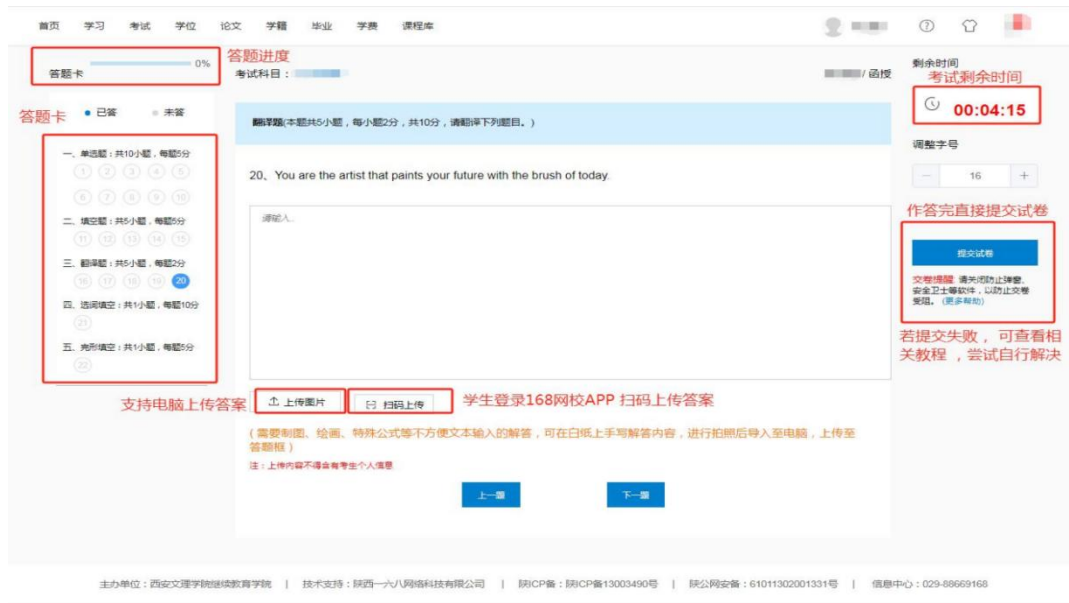 首页 学习 考试 学位 论文 学籍 毕业 学费 课程库
答题卡 0%
答题进度
考试科目：
/ 函授
剩余时间
考试剩余时间
00:04:15
答题卡
已答 未答
一、单选题：共10小题，每题5分
1 2 3 4 5
6 7 8 9 10
二、填空题：共5小题，每题5分
11 12 13 14 15
三、翻译题：共5小题，每题2分
16 17 18 19 20
四、选词填空：共1小题，每题10分
21
五、完形填空：共1小题，每题5分
22
翻译题(本题共5小题，每小题2分，共10分，请翻译下列题目。)
20、You are the artist that paints your future with the brush of today.
请输入..
调整字号
− 16 +
作答完直接提交试卷
提交试卷
交卷提醒: 请关闭防止弹窗、
安全卫士等软件，以防止交卷
受阻。(更多帮助)
若提交失败，可查看相
关教程，尝试自行解决
支持电脑上传答案
上传图片
扫码上传
学生登录168网校APP 扫码上传答案
(需要制图、绘画、特殊公式等不方便文本输入的解答，可在白纸上手写解答内容，进行拍照后导入至电脑，上传至
答题框)
注：上传内容不得含有考生个人信息
上一题 下一题
主办单位：西安文理学院继续教育学院 | 技术支持：陕西一六八网络科技有限公司 | 陕ICP备：陕ICP备13003490号 | 陕公网安备：61011302001331号 | 信息中心：029-88669168